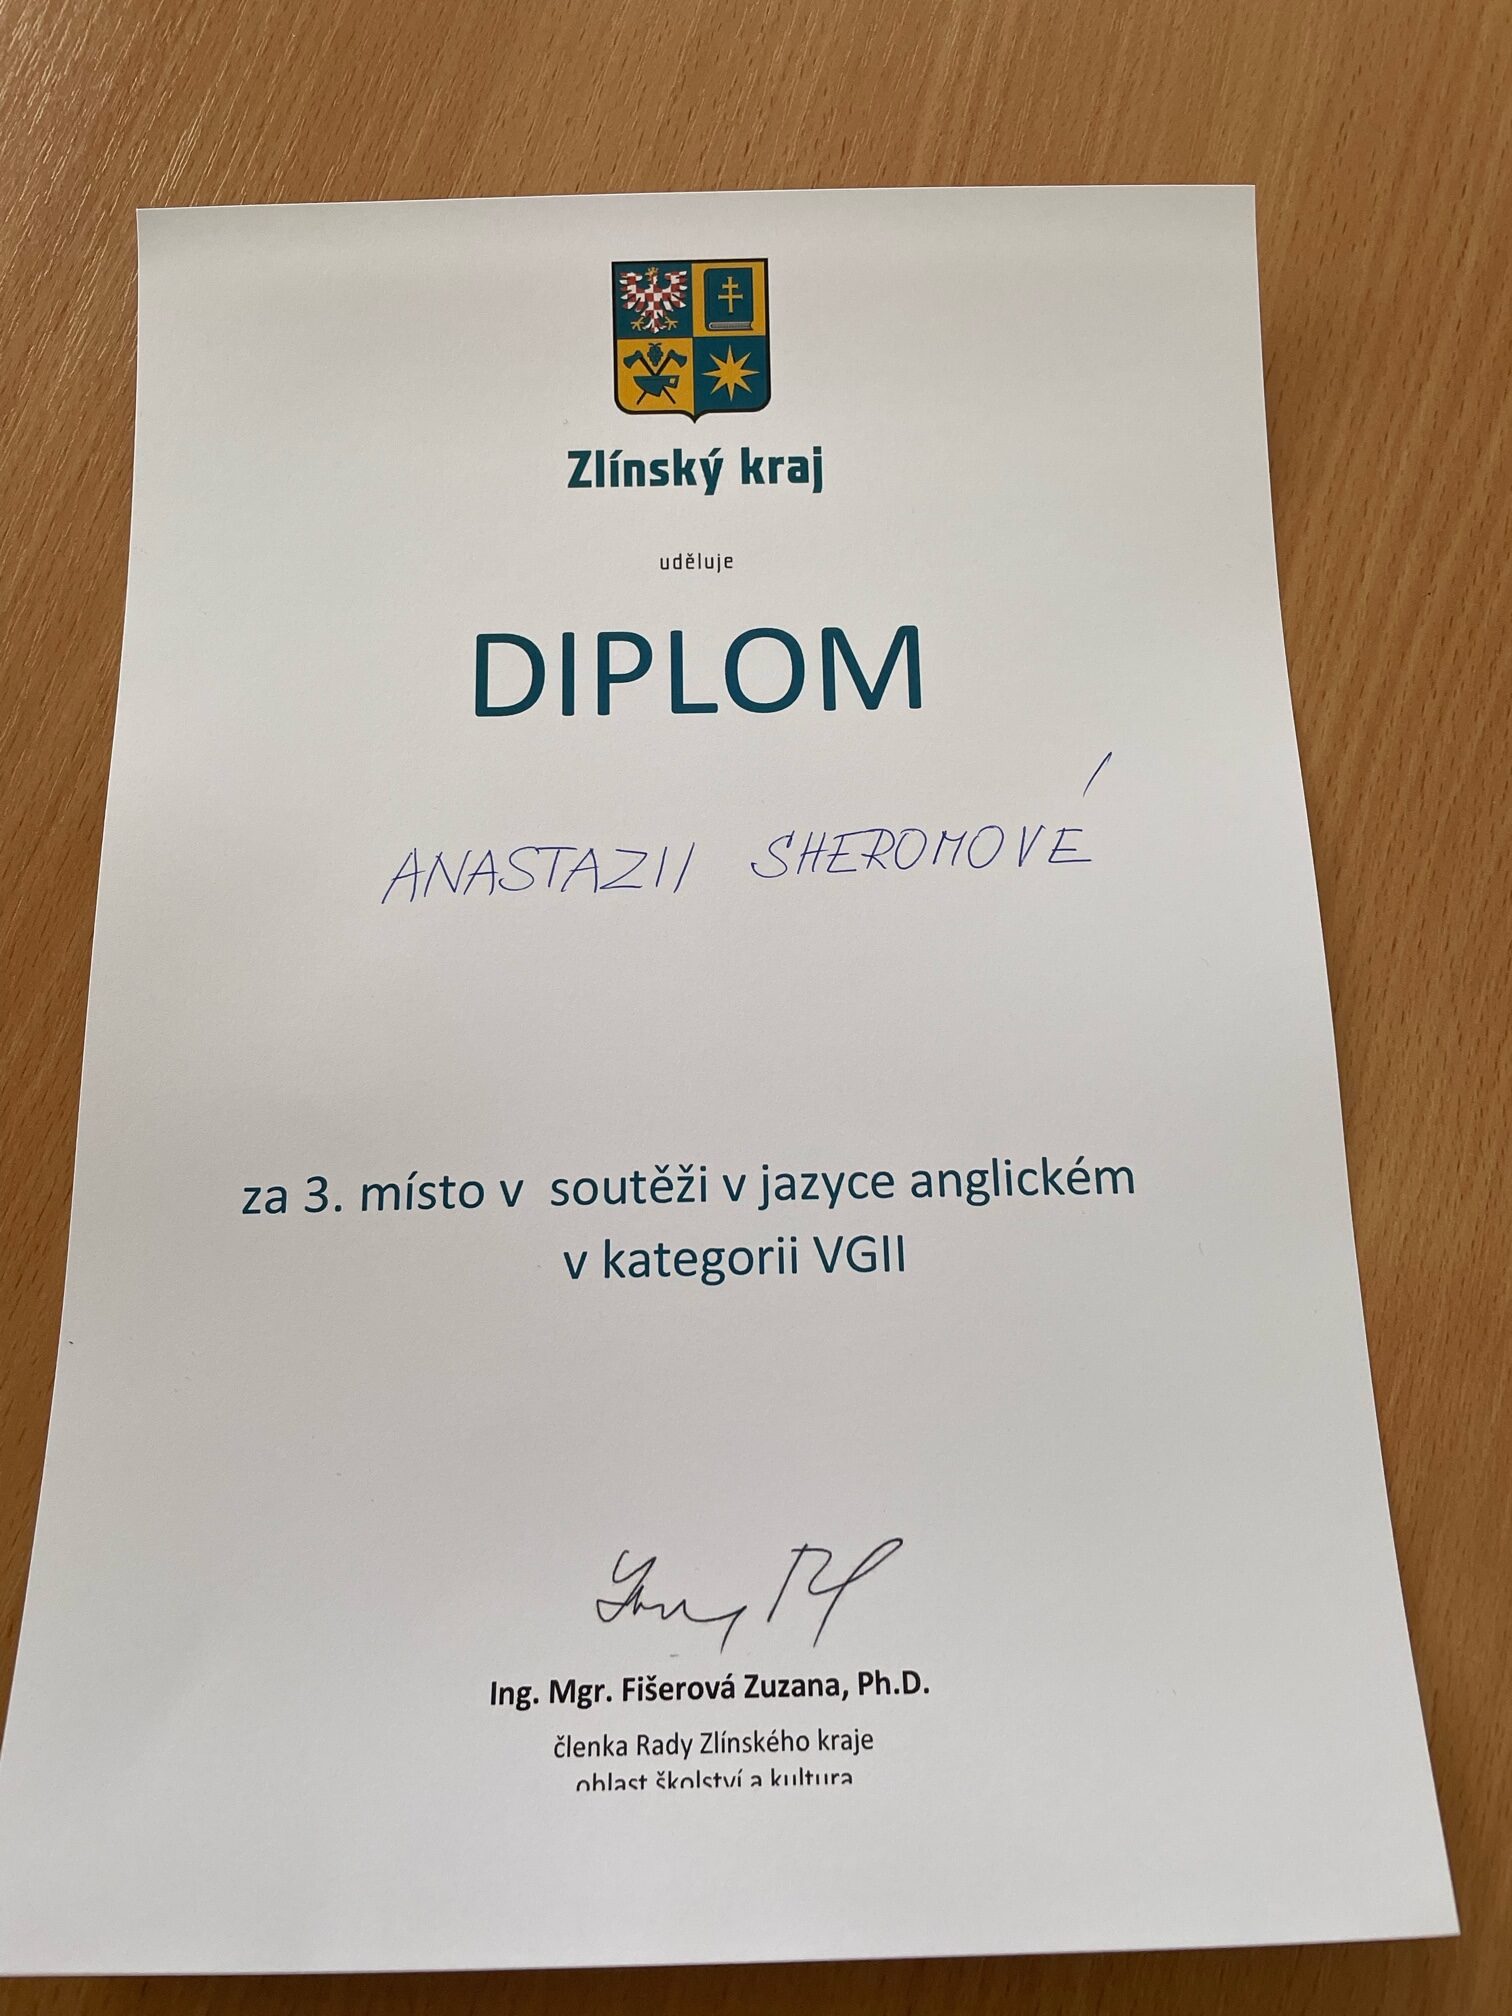 Zlínský kraj
uděluje
DIPLOM
ANASTAZII SHEROMOVÉ
za 3. místo v soutěži v jazyce anglickém
v kategorii VGII
Ing. Mgr. Fišerová Zuzana, Ph.D.
členka Rady Zlínského kraje
oblast školství a kultura